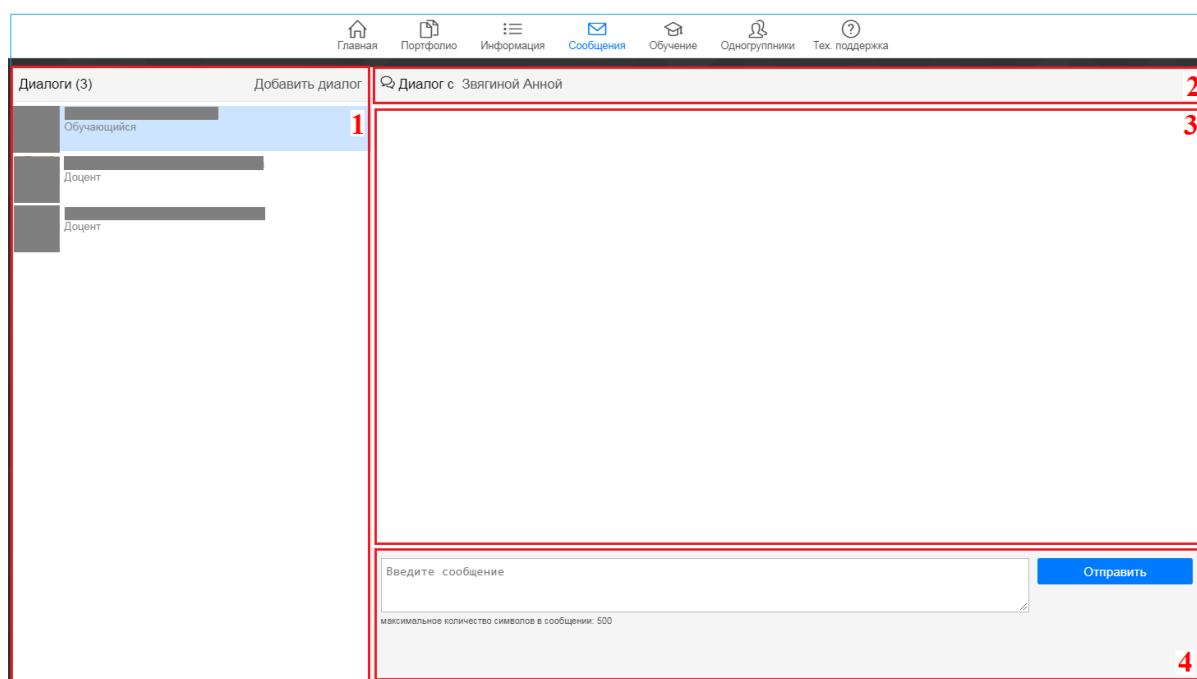 Главная Портфолио Информация Сообщения Обучение Одногруппники Тех. поддержка
Диалоги (3) Добавить диалог
1
Обучающийся
Доцент
Доцент
Диалог с Звягиной Анной
2
3
Введите сообщение
Отправить
максимальное количество символов в сообщении: 500
4